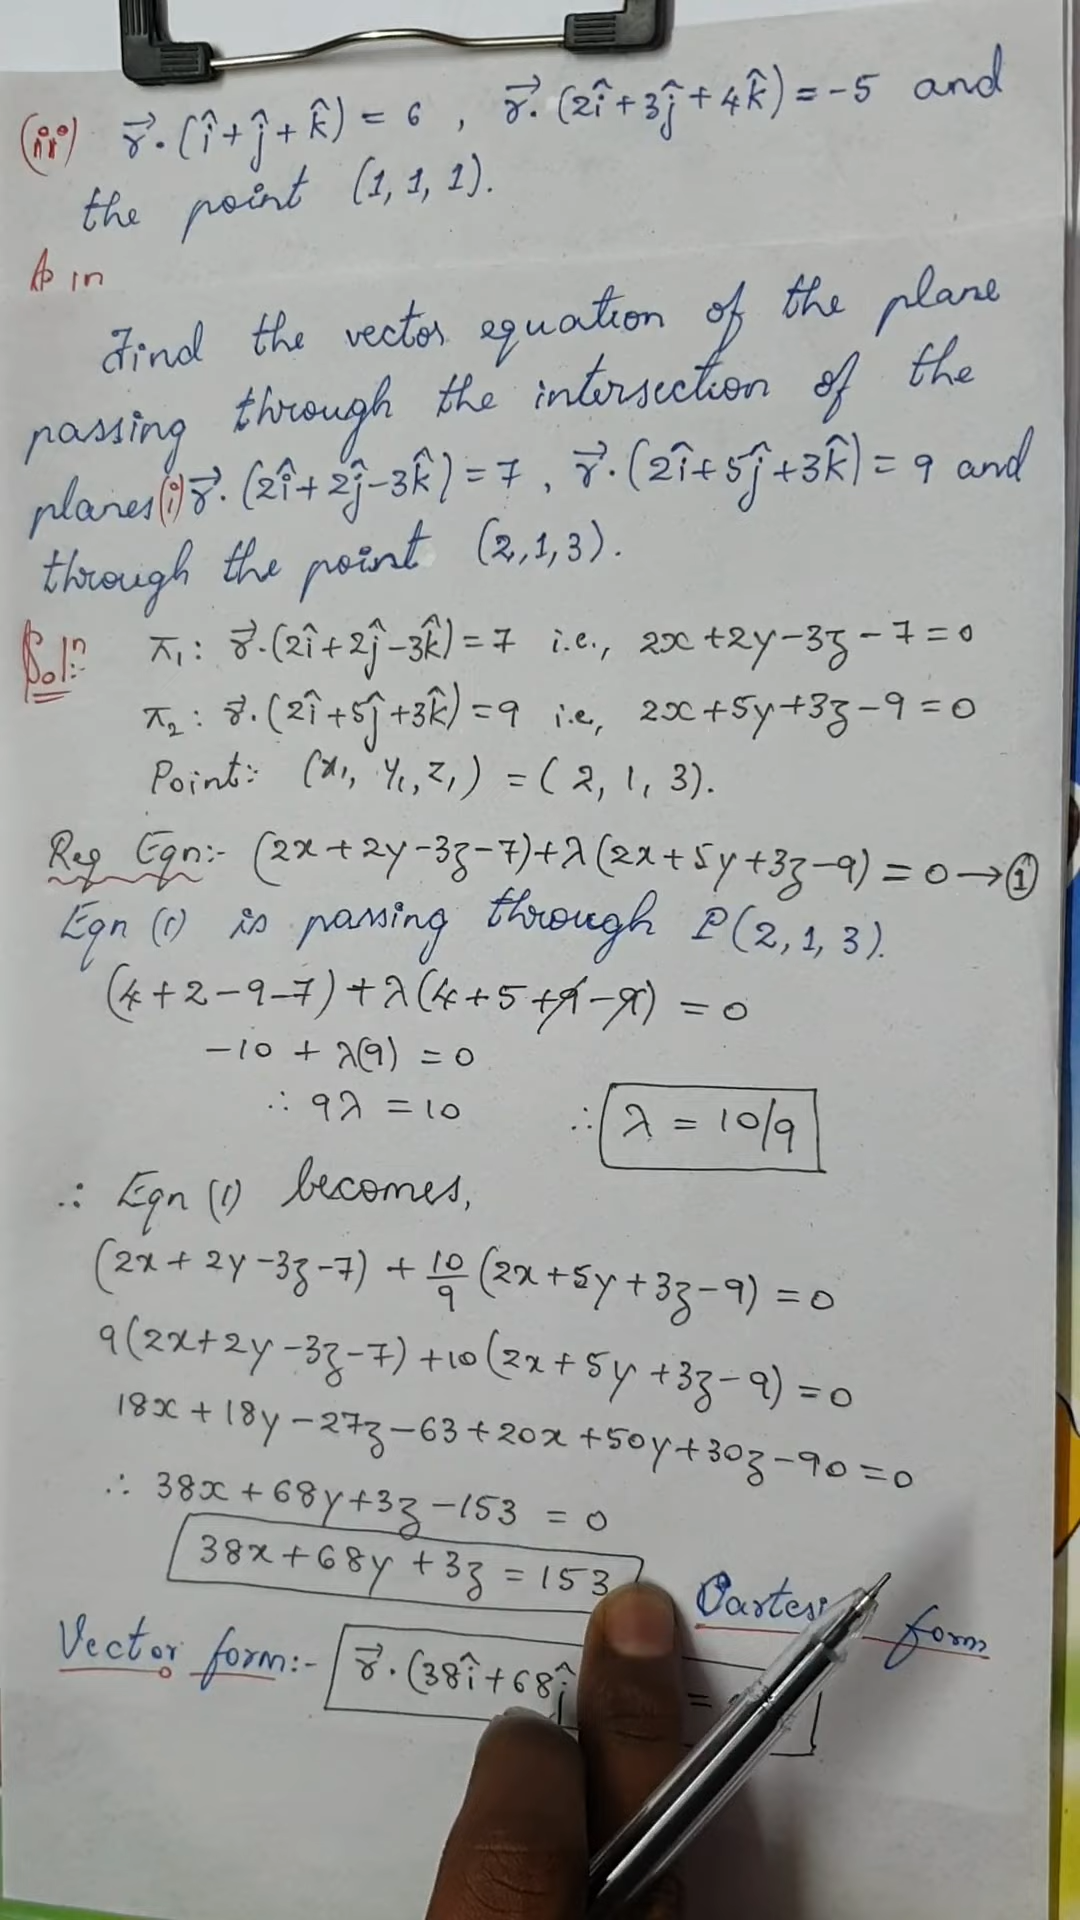 (iii) r⃗.(î+ĵ+k̂) = 6 , r⃗.(2î+3ĵ+4k̂) = -5 and
the point (1, 1, 1).
Find the vector equation of the plane
passing through the intersection of the
planes (i) r⃗.(2î+2ĵ-3k̂) = 7 , r⃗.(2î+5ĵ+3k̂) = 9 and
through the point (2,1,3).
Solⁿ:- π₁ : r⃗.(2î+2ĵ-3k̂) = 7 i.e., 2x+2y-3z-7=0
π₂ : r⃗.(2î+5ĵ+3k̂) = 9 i.e, 2x+5y+3z-9=0
Point:- (x₁, y₁, z₁) = (2, 1, 3).
Req Eqn:- (2x+2y-3z-7)+λ(2x+5y+3z-9) = 0 → ①
Eqn (1) is passing through P(2, 1, 3).
(4+2-9-7)+λ(4+5+9-9) = 0
-10 + λ(9) = 0
∴ 9λ = 10 ∴ λ = 10/9
∴ Eqn (1) becomes,
(2x+2y-3z-7) + 10/9 (2x+5y+3z-9) = 0
9(2x+2y-3z-7)+10(2x+5y+3z-9) = 0
18x+18y-27z-63+20x+50y+30z-90=0
∴ 38x+68y+3z-153 = 0
38x+68y+3z = 153
form
Vector form:- r⃗.(38î+68ĵ =